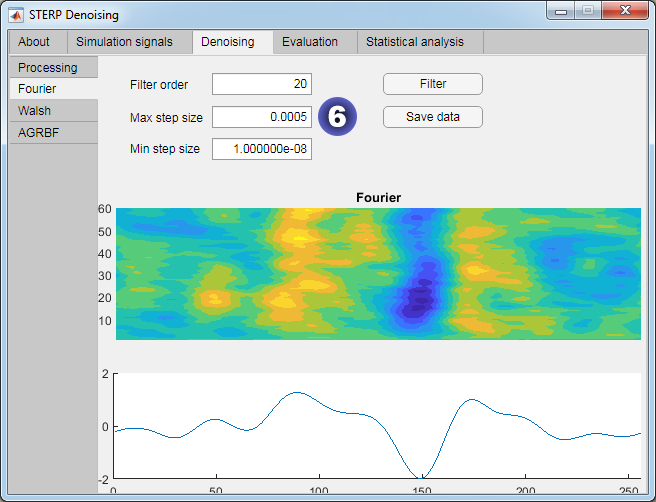 STERP Denoising
About Simulation signals Denoising Evaluation Statistical analysis
Processing
Fourier
Walsh
AGRBF
Filter order 20 Filter
Max step size 0.0005 6 Save data
Min step size 1.000000e-08
Fourier
60
50
40
30
20
10
2
0
-2
0 50 100 150 200 250